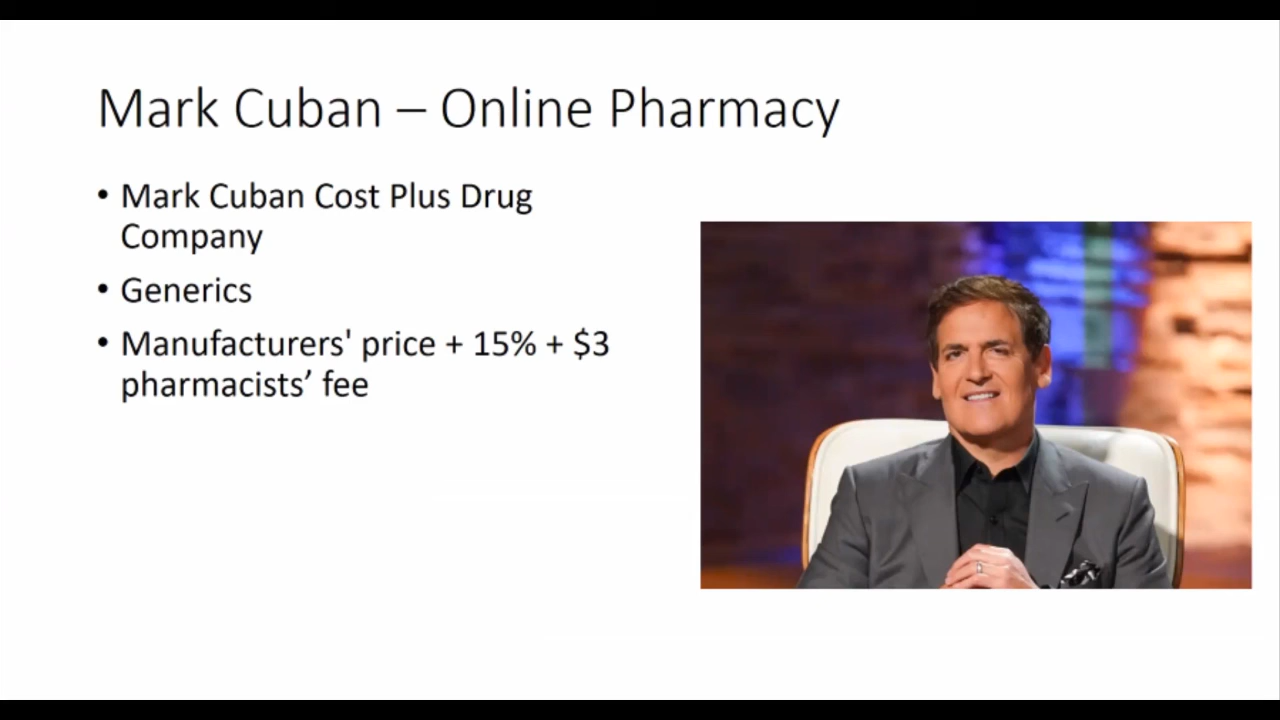 Mark Cuban – Online Pharmacy
• Mark Cuban Cost Plus Drug
Company
• Generics
• Manufacturers' price + 15% + $3
pharmacists’ fee